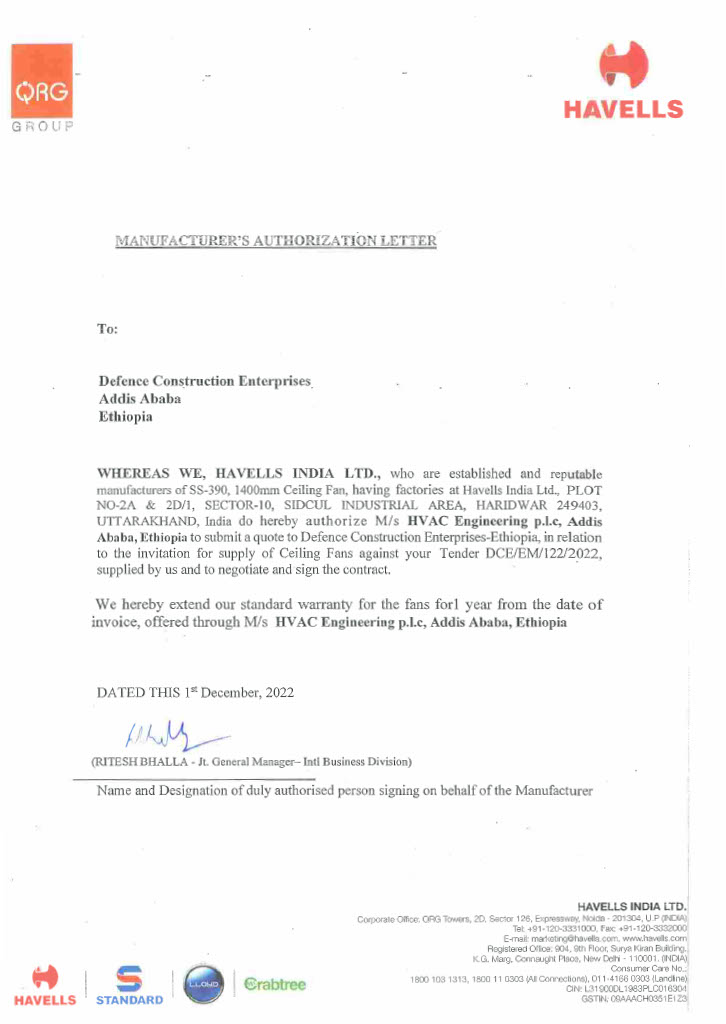 QRG
GROUP
HAVELLS
MANUFACTURER'S AUTHORIZATION LETTER
To:
Defence Construction Enterprises
Addis Ababa
Ethiopia
WHEREAS WE, HAVELLS INDIA LTD., who are established and reputable
manufacturers of SS-390, 1400mm Ceiling Fan, having factories at Havells India Ltd., PLOT
NO-2A & 2D/1, SECTOR-10, SIDCUL INDUSTRIAL AREA, HARIDWAR 249403,
UTTARAKHAND, India do hereby authorize M/s HVAC Engineering p.l.c, Addis
Ababa, Ethiopia to submit a quote to Defence Construction Enterprises-Ethiopia, in relation
to the invitation for supply of Ceiling Fans against your Tender DCE/EM/122/2022,
supplied by us and to negotiate and sign the contract.
We hereby extend our standard warranty for the fans for1 year from the date of
invoice, offered through M/s HVAC Engineering p.l.c, Addis Ababa, Ethiopia
DATED THIS 1st December, 2022
(RITESH BHALLA - Jt. General Manager– Intl Business Division)
Name and Designation of duly authorised person signing on behalf of the Manufacturer
HAVELLS INDIA LTD.
Corporate Office: QRG Towers, 2D, Sector 126, Expressway, Noida - 201304, U.P (INDIA)
Tel: +91-120-3331000, Fax: +91-120-3332000
E-mail: marketing@havells.com, www.havells.com
Registered Office: 904, 9th Floor, Surya Kiran Building,
K.G. Marg, Connaught Place, New Delhi - 110001. (INDIA)
Consumer Care No.:
1800 103 1313, 1800 11 0303 (All Connections), 011-4166 0303 (Landline)
CIN: L31900DL1983PLC016304
GSTIN: 09AAACH0351E1Z3
HAVELLS
STANDARD
LLOYD
Crabtree